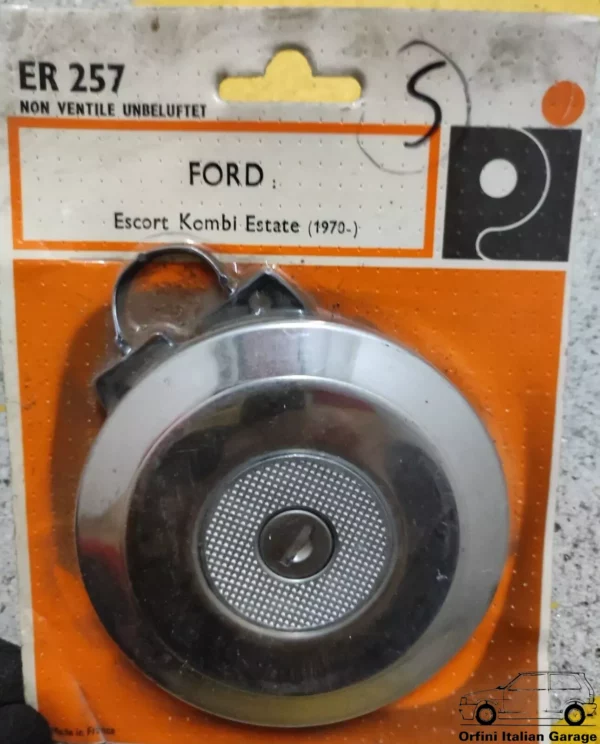 ER 257
NON VENTILE UNBELUFTET
S
FORD :
Escort Kombi Estate (1970-)
Made in France
Orfini Italian Garage